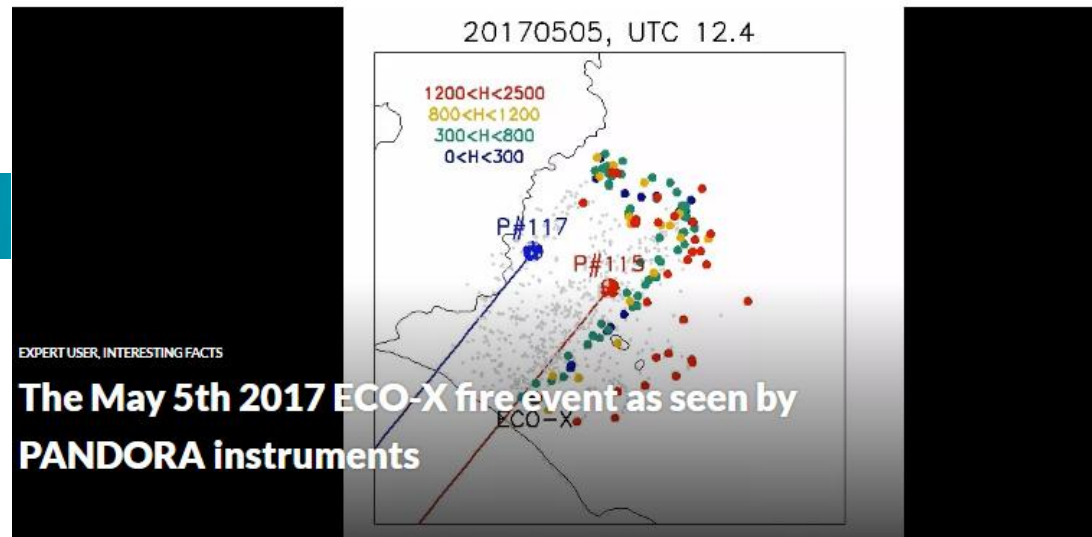 20170505, UTC 12.4
1200<H<2500
800<H<1200
300<H<800
0<H<300
P#117
P#115
EXPERT USER, INTERESTING FACTS
The May 5th 2017 ECO-X fire event as seen by
ECO-X
PANDORA instruments